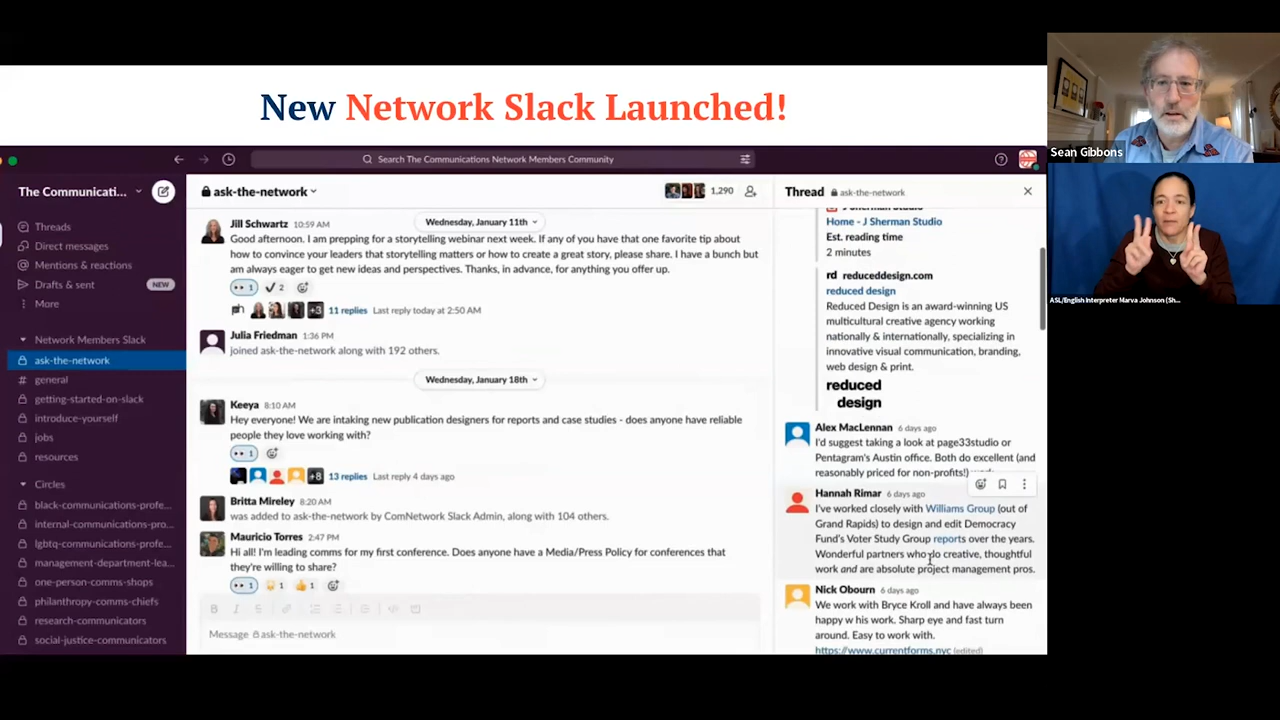 New Network Slack Launched!
Search The Communications Network Members Community
The Communicati...
Threads
Direct messages
Mentions & reactions
Drafts & sent
NEW
More
Network Members Slack
ask-the-network
general
getting-started-on-slack
introduce-yourself
jobs
resources
Circles
black-communications-profe...
internal-communications-pro...
lgbtq-communications-profe...
management-department-lea...
one-person-comms-shops
philanthropy-comms-chiefs
research-communicators
social-justice-communicators
ask-the-network
1,290
Wednesday, January 11th
Jill Schwartz 10:59 AM
Good afternoon. I am prepping for a storytelling webinar next week. If any of you have that one favorite tip about
how to convince your leaders that storytelling matters or how to create a great story, please share. I have a bunch but
am always eager to get new ideas and perspectives. Thanks, in advance, for anything you offer up.
1 2
+3 11 replies Last reply today at 2:50 AM
Julia Friedman 1:36 PM
joined ask-the-network along with 192 others.
Wednesday, January 18th
Keeya 8:10 AM
Hey everyone! We are intaking new publication designers for reports and case studies - does anyone have reliable
people they love working with?
1
+8 13 replies Last reply 4 days ago
Britta Mireley 8:20 AM
was added to ask-the-network by ComNetwork Slack Admin, along with 104 others.
Mauricio Torres 2:47 PM
Hi all! I'm leading comms for my first conference. Does anyone have a Media/Press Policy for conferences that
they're willing to share?
1 1 1
B I S
Message ask-the-network
Thread ask-the-network
J Sherman Studio
Home - J Sherman Studio
Est. reading time
2 minutes
rd reduceddesign.com
reduced design
Reduced Design is an award-winning US
multicultural creative agency working
nationally & internationally, specializing in
innovative visual communication, branding,
web design & print.
reduced
design
Alex MacLennan 6 days ago
I'd suggest taking a look at page33studio or
Pentagram's Austin office. Both do excellent (and
reasonably priced for non-profits!) work.
Hannah Rimar 6 days ago
I've worked closely with Williams Group (out of
Grand Rapids) to design and edit Democracy
Fund's Voter Study Group reports over the years.
Wonderful partners who do creative, thoughtful
work and are absolute project management pros.
Nick Obourn 6 days ago
We work with Bryce Kroll and have always been
happy w his work. Sharp eye and fast turn
around. Easy to work with.
https://www.currentforms.nyc (edited)
Sean Gibbons
ASL/English Interpreter Marva Johnson (Sh...